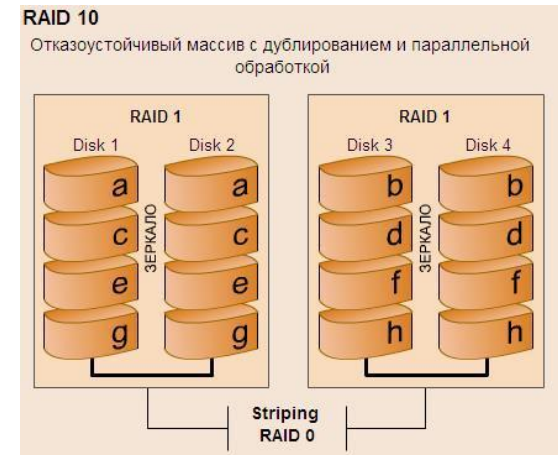 RAID 10
Отказоустойчивый массив с дублированием и параллельной
обработкой
RAID 1
Disk 1 Disk 2
a a
c c
e e
g g
ЗЕРКАЛО
RAID 1
Disk 3 Disk 4
b b
d d
f f
h h
ЗЕРКАЛО
Striping
RAID 0